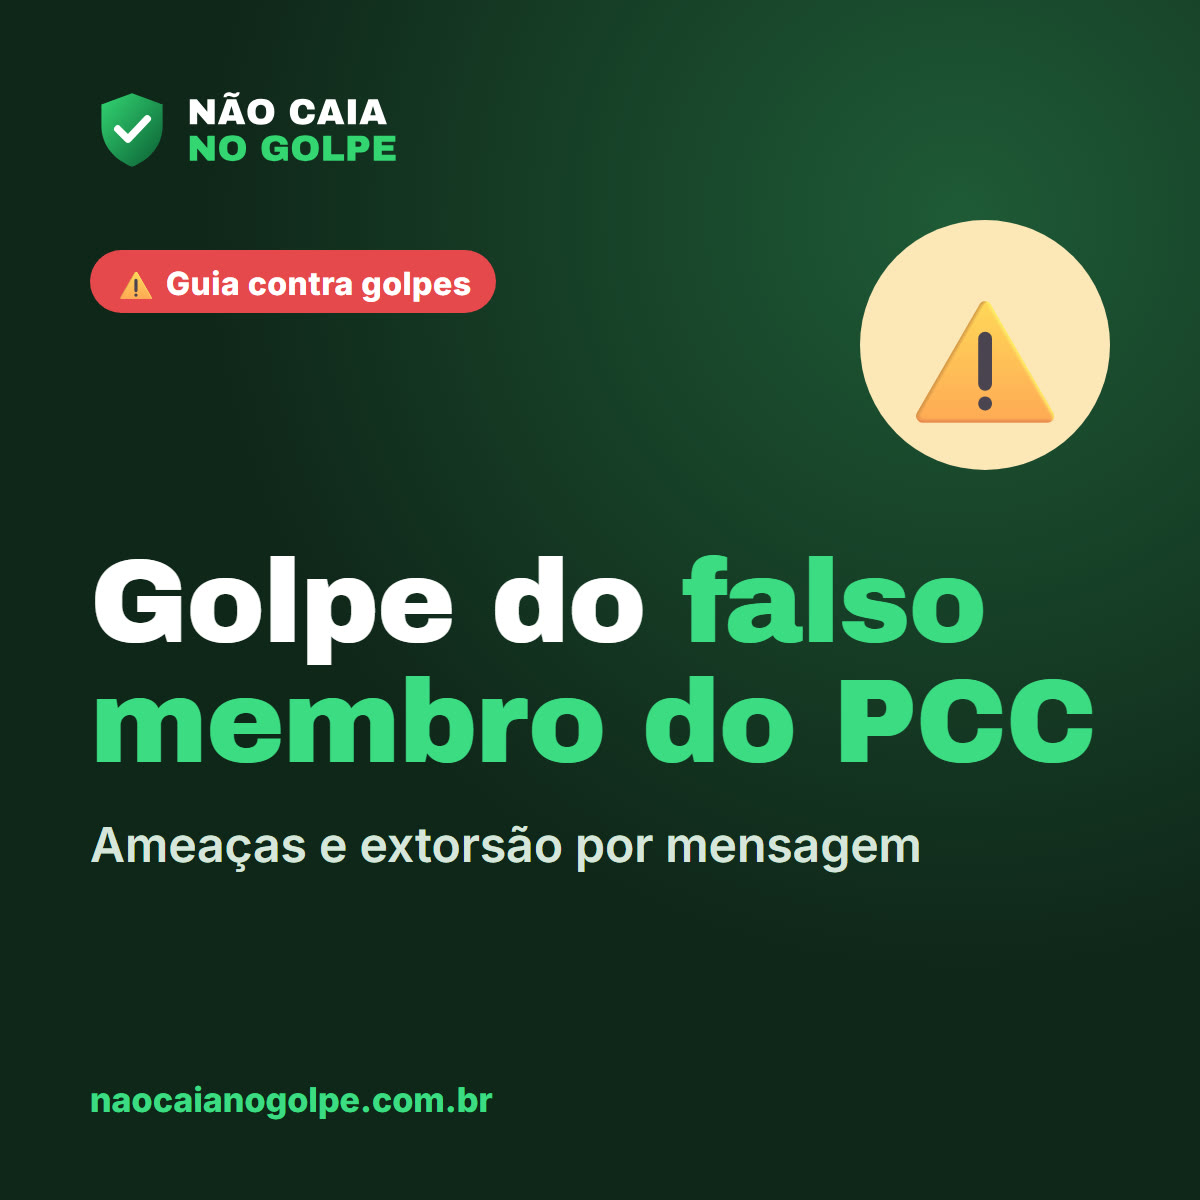 NÃO CAIA
NO GOLPE
Guia contra golpes
Golpe do falso
membro do PCC
Ameaças e extorsão por mensagem
naocaianogolpe.com.br